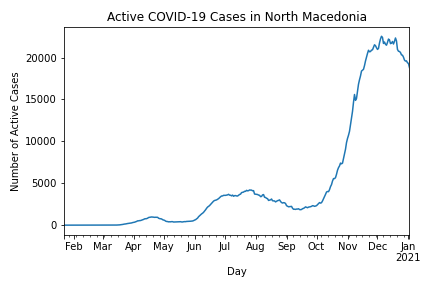 Active COVID-19 Cases in North Macedonia
Number of Active Cases
20000
15000
10000
5000
0
Feb Mar Apr May Jun Jul Aug Sep Oct Nov Dec Jan
2021
Day